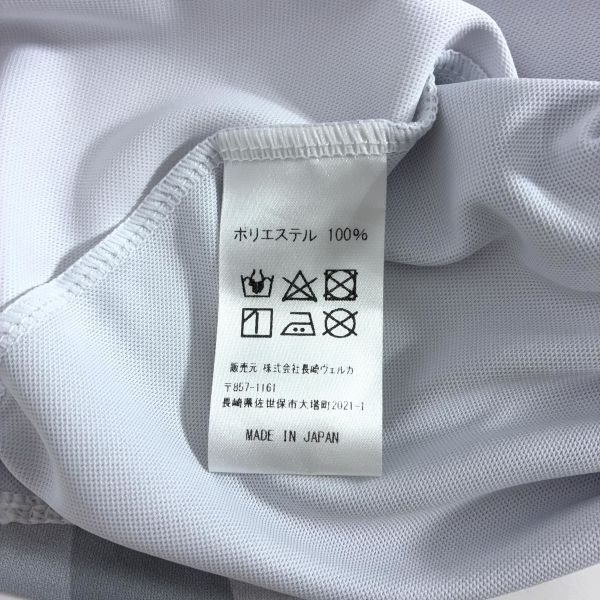 ポリエステル 100%
販売元 株式会社長崎ヴェルカ
〒857-1161
長崎県佐世保市大塔町2021-1
MADE IN JAPAN